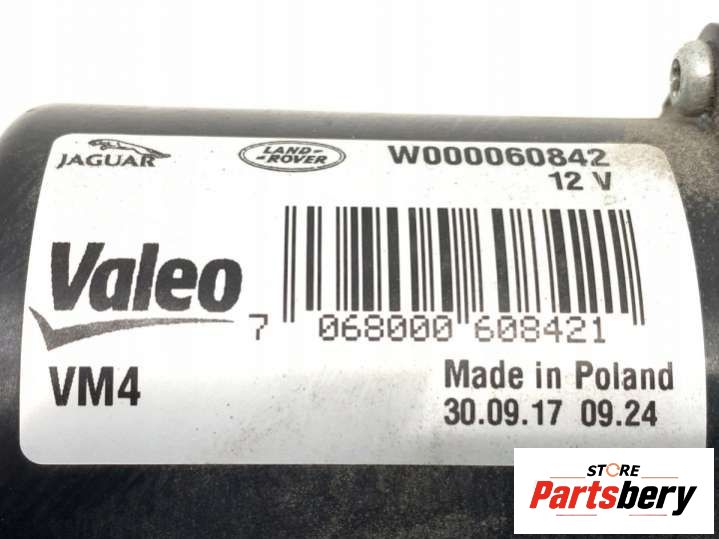 JAGUAR
LAND-
-ROVER
W000060842
12 V
Valeo
7 068000 608421
VM4
Made in Poland
30.09.17 09.24
STORE
Partsbery